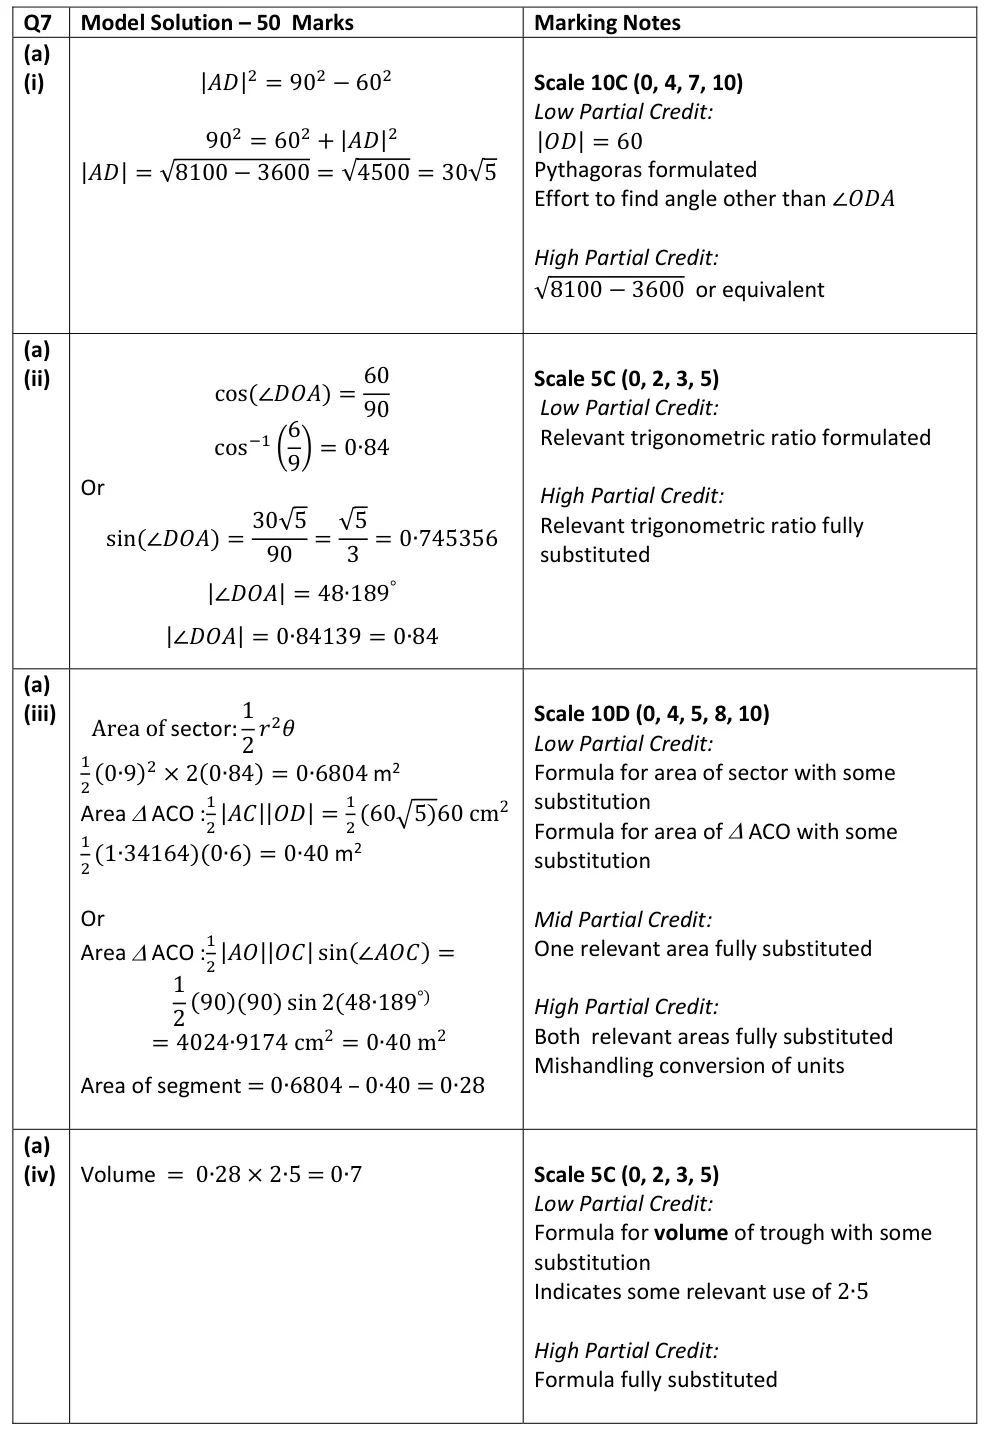 Q7 Model Solution – 50 Marks Marking Notes
(a)
(i)
|AD|² = 90² − 60²
90² = 60² + |AD|²
|AD| = √(8100 − 3600) = √4500 = 30√5
Scale 10C (0, 4, 7, 10)
Low Partial Credit:
|OD| = 60
Pythagoras formulated
Effort to find angle other than ∠ODA
High Partial Credit:
√(8100 − 3600) or equivalent
(a)
(ii)
cos(∠DOA) = 60/90
cos⁻¹(6/9) = 0·84
Or
sin(∠DOA) = 30√5/90 = √5/3 = 0·745356
|∠DOA| = 48·189°
|∠DOA| = 0·84139 = 0·84
Scale 5C (0, 2, 3, 5)
Low Partial Credit:
Relevant trigonometric ratio formulated
High Partial Credit:
Relevant trigonometric ratio fully
substituted
(a)
(iii)
Area of sector: 1/2 r²θ
1/2 (0·9)² × 2(0·84) = 0·6804 m²
Area Δ ACO :1/2 |AC||OD| = 1/2 (60√5)60 cm²
1/2 (1·34164)(0·6) = 0·40 m²
Or
Area Δ ACO :1/2 |AO||OC| sin(∠AOC) =
1/2 (90)(90) sin 2(48·189°)
= 4024·9174 cm² = 0·40 m²
Area of segment = 0·6804 – 0·40 = 0·28
Scale 10D (0, 4, 5, 8, 10)
Low Partial Credit:
Formula for area of sector with some
substitution
Formula for area of Δ ACO with some
substitution
Mid Partial Credit:
One relevant area fully substituted
High Partial Credit:
Both relevant areas fully substituted
Mishandling conversion of units
(a)
(iv)
Volume = 0·28 × 2·5 = 0·7
Scale 5C (0, 2, 3, 5)
Low Partial Credit:
Formula for volume of trough with some
substitution
Indicates some relevant use of 2·5
High Partial Credit:
Formula fully substituted